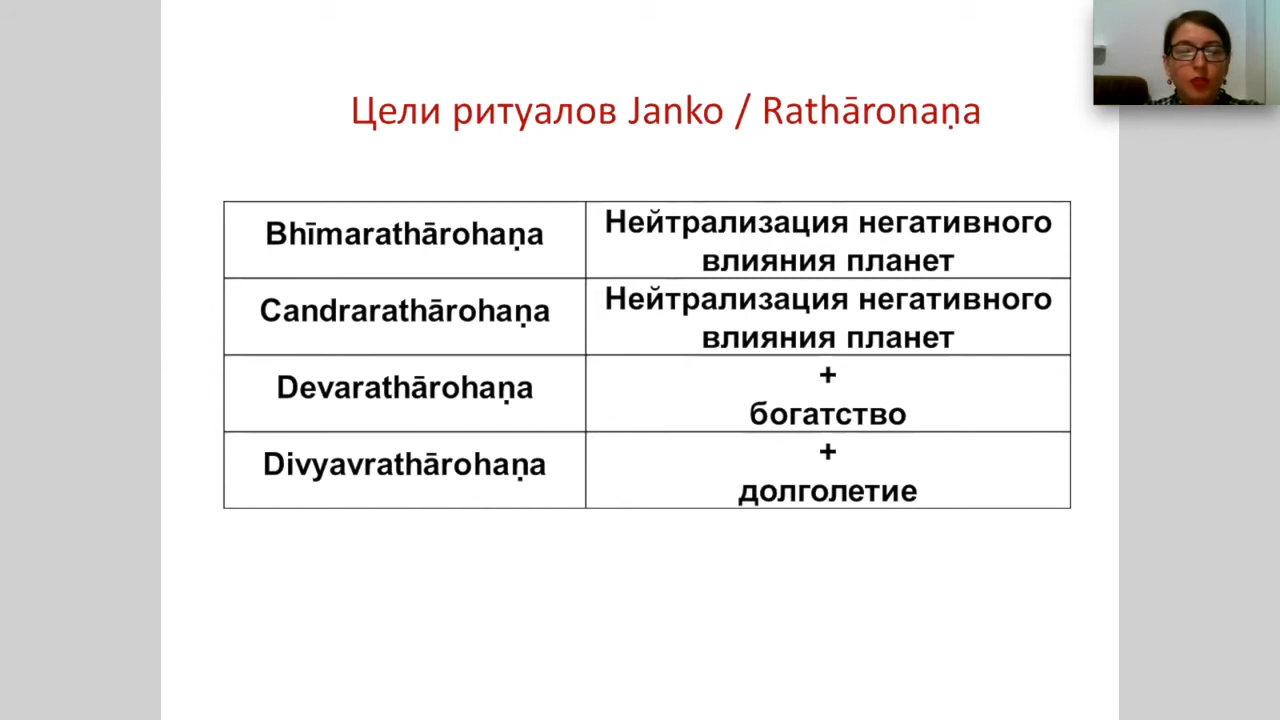 Цели ритуалов Janko / Rathāronaṇa
Bhīmarathārohaṇa
Нейтрализация негативного
влияния планет
Candrarathārohaṇa
Нейтрализация негативного
влияния планет
Devarathārohaṇa
+
богатство
Divyavrathārohaṇa
+
долголетие